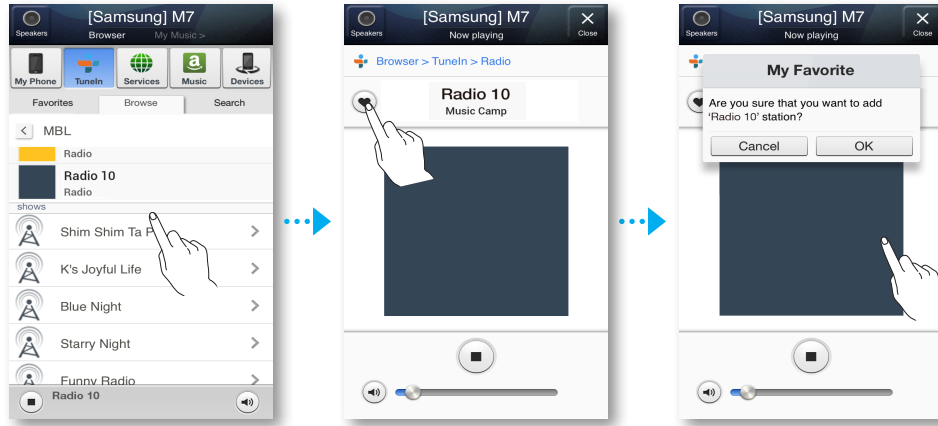 [Samsung] M7
Speakers
Browser
My Music >
My Phone
TuneIn
Services
Music
Devices
Favorites
Browse
Search
< MBL
Radio
Radio 10
Radio
shows
Shim Shim Ta P
K's Joyful Life
Blue Night
Starry Night
Funny Radio
Radio 10
[Samsung] M7
Speakers
Now playing
Close
Browser > TuneIn > Radio
Radio 10
Music Camp
[Samsung] M7
Speakers
Now playing
Close
My Favorite
Are you sure that you want to add
'Radio 10' station?
Cancel
OK